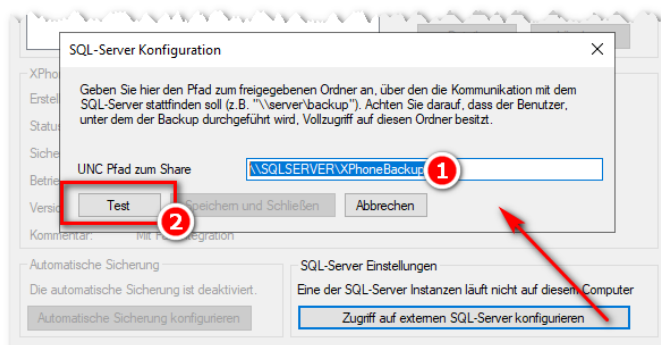 SQL-Server Konfiguration
Geben Sie hier den Pfad zum freigegebenen Ordner an, über den die Kommunikation mit dem
SQL-Server stattfinden soll (z.B. "\\server\backup"). Achten Sie darauf, dass der Benutzer,
unter dem der Backup durchgeführt wird, Vollzugriff auf diesen Ordner besitzt.
UNC Pfad zum Share
\\SQLSERVER\XPhoneBackup
1
Test
Speichern und Schließen
Abbrechen
2
Kommentar:
Automatische Sicherung
Die automatische Sicherung ist deaktiviert.
Automatische Sicherung konfigurieren
SQL-Server Einstellungen
Eine der SQL-Server Instanzen läuft nicht auf diesem Computer
Zugriff auf externen SQL-Server konfigurieren